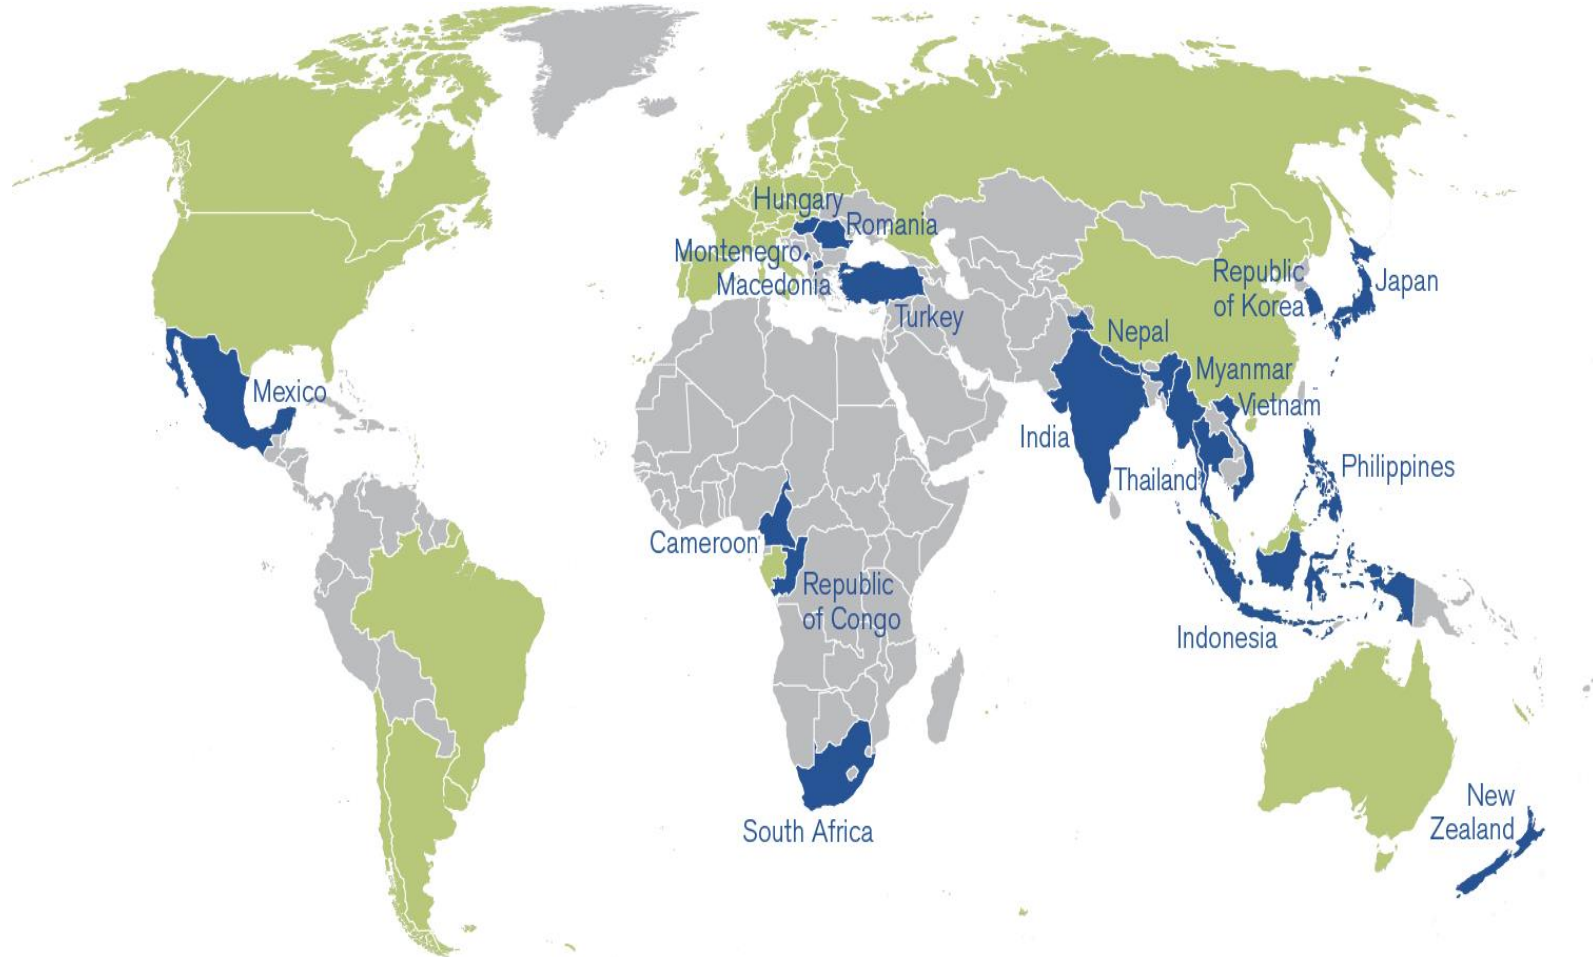 Hungary
Romania
Montenegro
Macedonia
Turkey
Republic
of Korea
Japan
Nepal
Myanmar
Vietnam
Mexico
India
Thailand
Philippines
Cameroon
Republic
of Congo
Indonesia
South Africa
New
Zealand